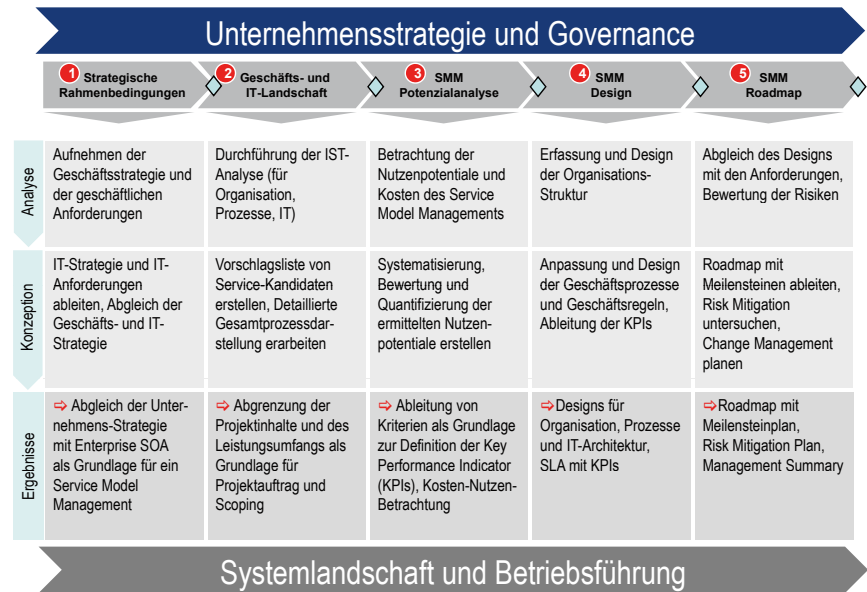 Unternehmensstrategie und Governance
1 Strategische
Rahmenbedingungen
2 Geschäfts- und
IT-Landschaft
3 SMM
Potenzialanalyse
4 SMM
Design
5 SMM
Roadmap
Analyse
Aufnehmen der
Geschäftsstrategie und
der geschäftlichen
Anforderungen
Durchführung der IST-
Analyse (für
Organisation,
Prozesse, IT)
Betrachtung der
Nutzenpotentiale und
Kosten des Service
Model Managements
Erfassung und Design
der Organisations-
Struktur
Abgleich des Designs
mit den Anforderungen,
Bewertung der Risiken
Konzeption
IT-Strategie und IT-
Anforderungen
ableiten, Abgleich der
Geschäfts- und IT-
Strategie
Vorschlagsliste von
Service-Kandidaten
erstellen, Detaillierte
Gesamtprozessdar-
stellung erarbeiten
Systematisierung,
Bewertung und
Quantifizierung der
ermittelten Nutzen-
potentiale erstellen
Anpassung und Design
der Geschäftsprozesse
und Geschäftsregeln,
Ableitung der KPIs
Roadmap mit
Meilensteinen ableiten,
Risk Mitigation
untersuchen,
Change Management
planen
Ergebnisse
⇨ Abgleich der Unter-
nehmens-Strategie
mit Enterprise SOA
als Grundlage für ein
Service Model
Management
⇨ Abgrenzung der
Projektinhalte und des
Leistungsumfangs als
Grundlage für
Projektauftrag und
Scoping
⇨ Ableitung von
Kriterien als Grundlage
zur Definition der Key
Performance Indicator
(KPIs), Kosten-Nutzen-
Betrachtung
⇨Designs für
Organisation, Prozesse
und IT-Architektur,
SLA mit KPIs
⇨Roadmap mit
Meilensteinplan,
Risk Mitigation Plan,
Management Summary
Systemlandschaft und Betriebsführung